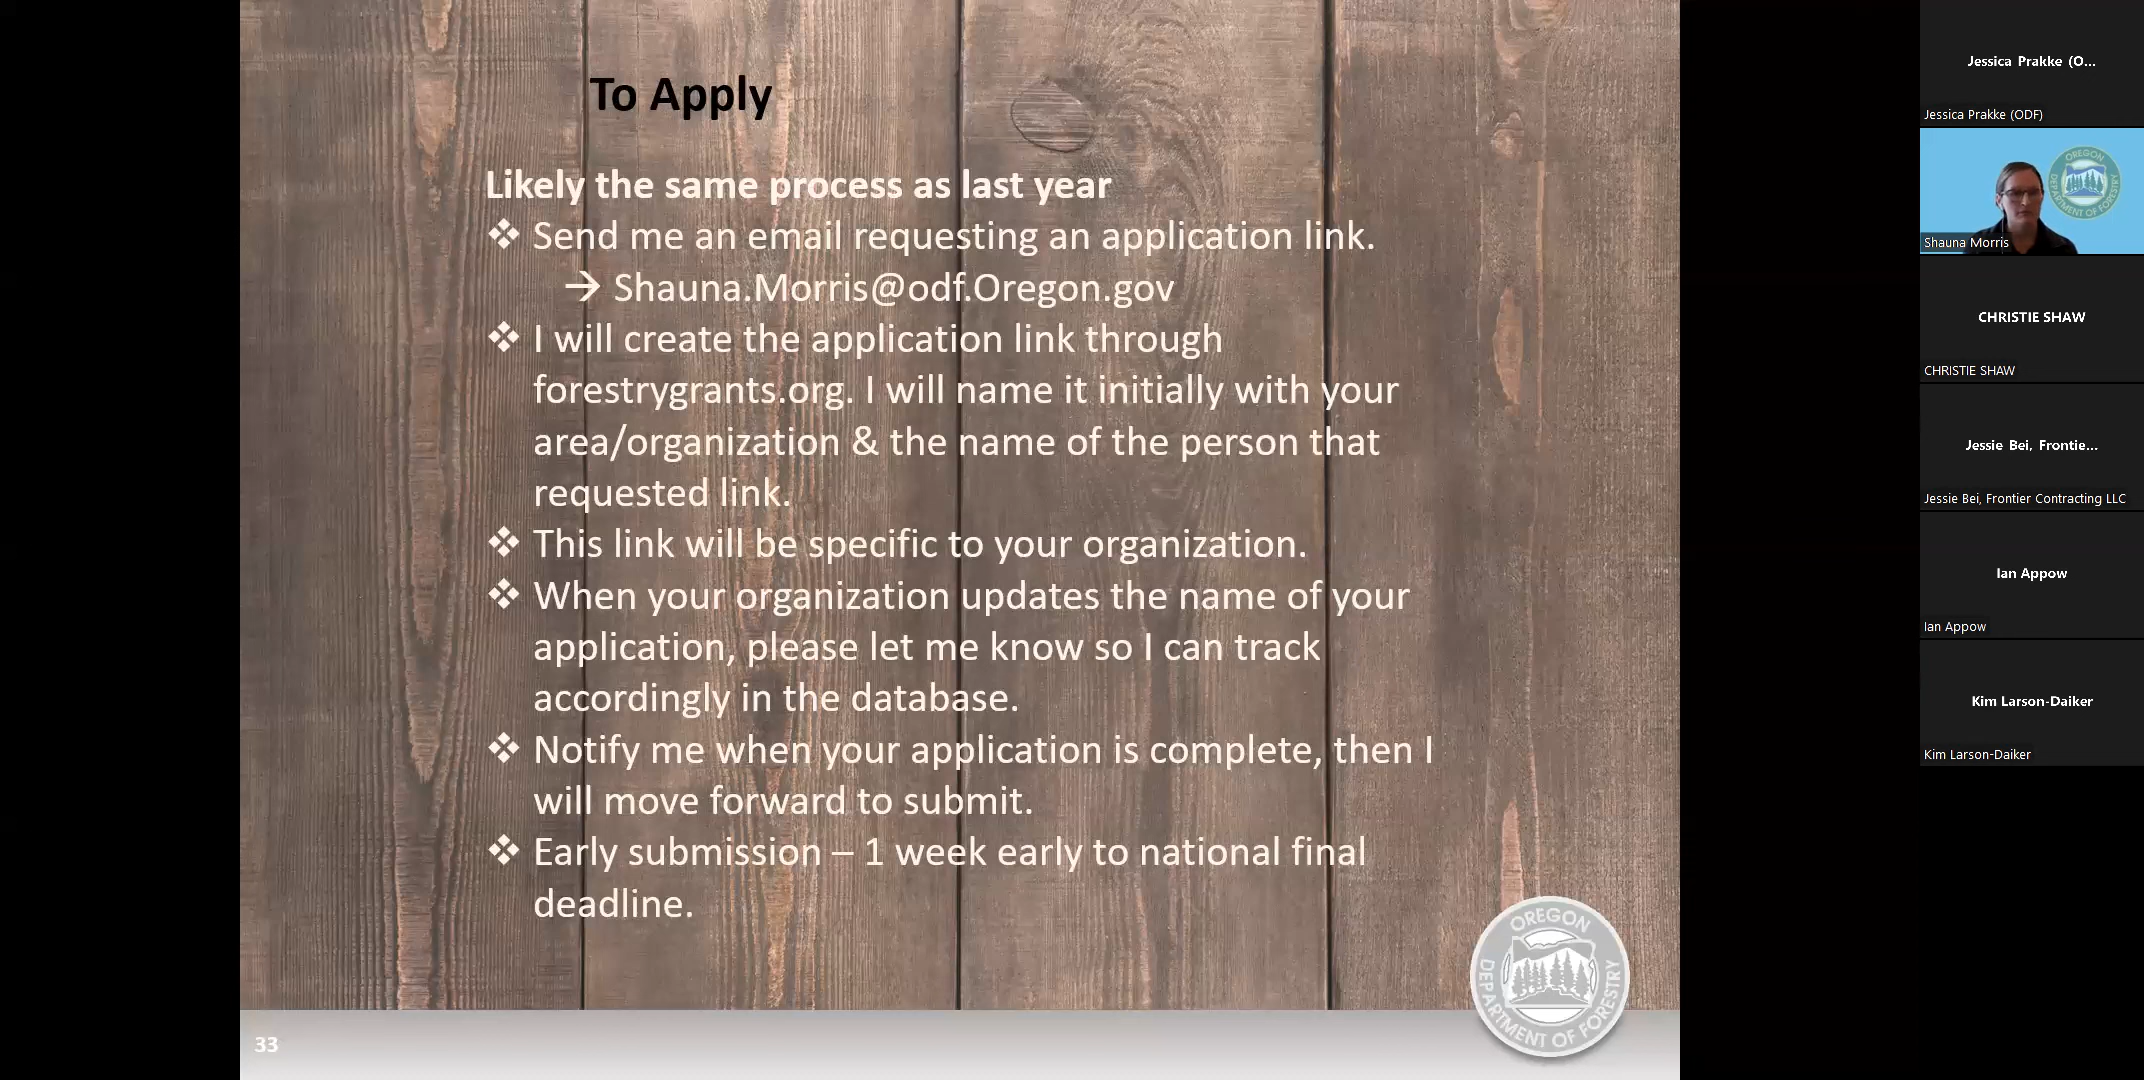 To Apply
Likely the same process as last year
❖ Send me an email requesting an application link.
→ Shauna.Morris@odf.Oregon.gov
❖ I will create the application link through
forestrygrants.org. I will name it initially with your
area/organization & the name of the person that
requested link.
❖ This link will be specific to your organization.
❖ When your organization updates the name of your
application, please let me know so I can track
accordingly in the database.
❖ Notify me when your application is complete, then I
will move forward to submit.
❖ Early submission – 1 week early to national final
deadline.
OREGON
DEPARTMENT OF FORESTRY
33
Jessica Prakke (O...
Jessica Prakke (ODF)
OREGON
DEPARTMENT OF FORESTRY
Shauna Morris
CHRISTIE SHAW
CHRISTIE SHAW
Jessie Bei, Frontie...
Jessie Bei, Frontier Contracting LLC
Ian Appow
Ian Appow
Kim Larson-Daiker
Kim Larson-Daiker